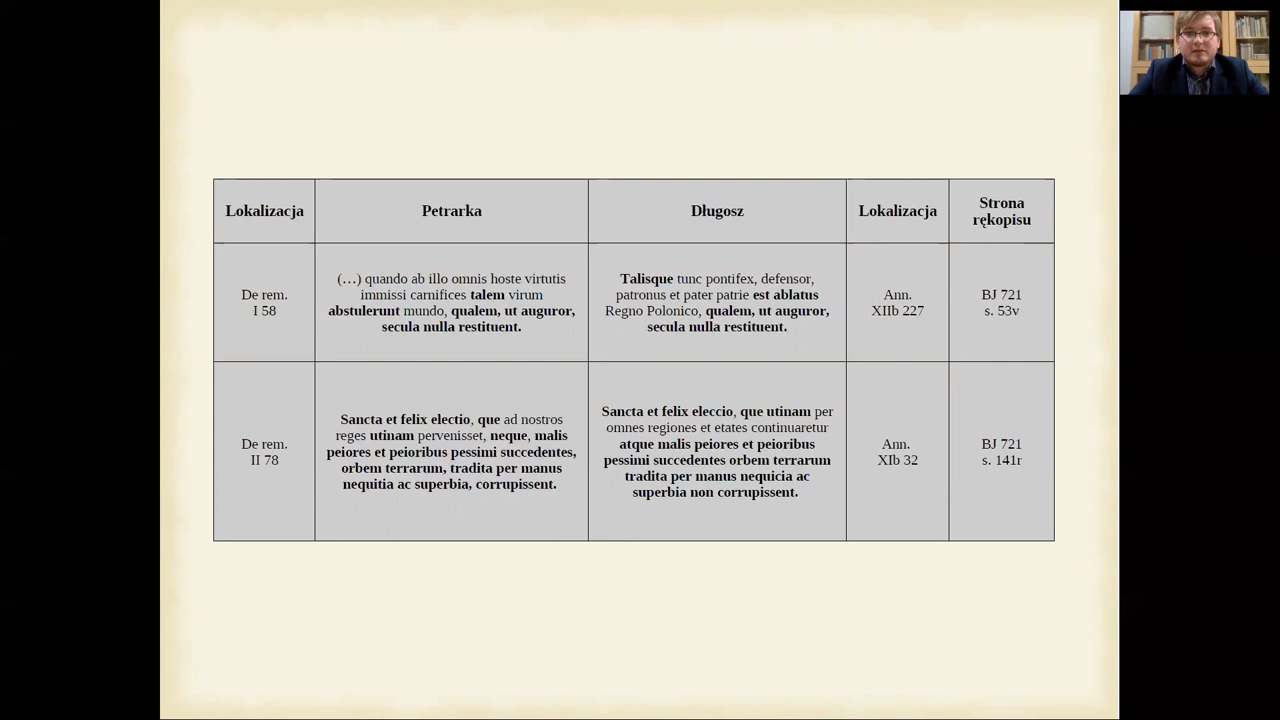 Lokalizacja
Petrarka
Długosz
Lokalizacja
Strona
rękopisu
De rem.
I 58
(…) quando ab illo omnis hoste virtutis
immissi carnifices talem virum
abstulerunt mundo, qualem, ut auguror,
secula nulla restituent.
Talisque tunc pontifex, defensor,
patronus et pater patrie est ablatus
Regno Polonico, qualem, ut auguror,
secula nulla restituent.
Ann.
XIIb 227
BJ 721
s. 53v
De rem.
II 78
Sancta et felix electio, que ad nostros
reges utinam pervenisset, neque, malis
peiores et peioribus pessimi succedentes,
orbem terrarum, tradita per manus
nequitia ac superbia, corrupissent.
Sancta et felix eleccio, que utinam per
omnes regiones et etates continuaretur
atque malis peiores et peioribus
pessimi succedentes orbem terrarum
tradita per manus nequicia ac
superbia non corrupissent.
Ann.
XIb 32
BJ 721
s. 141r